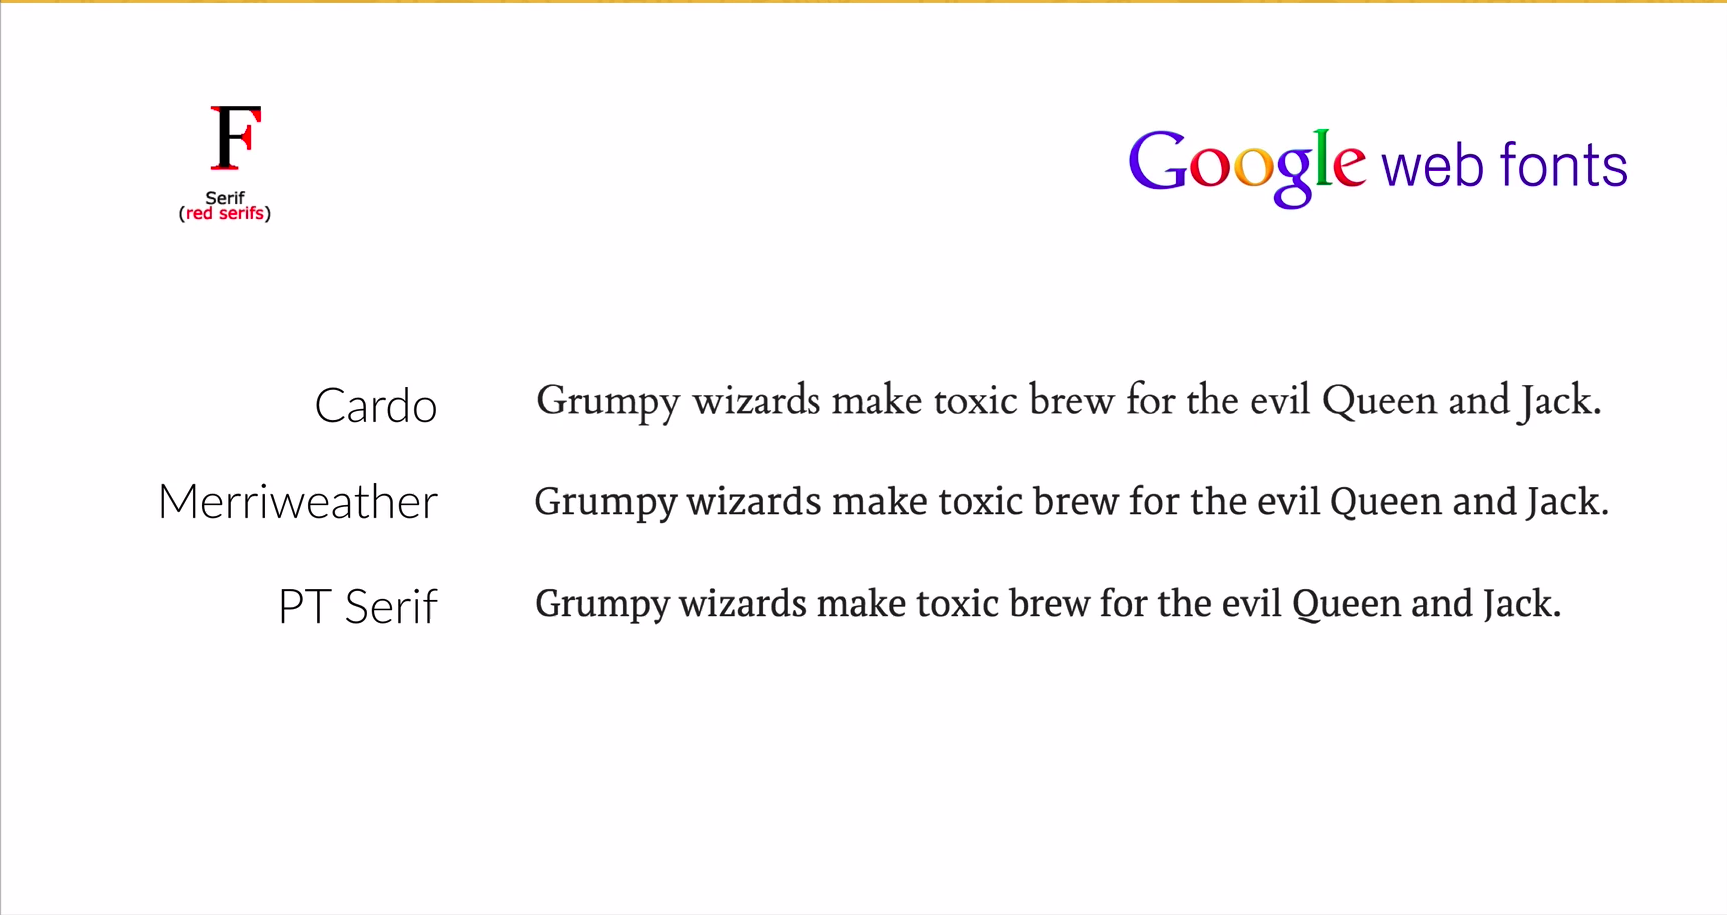 F
Serif
(red serifs)
Google web fonts
Cardo Grumpy wizards make toxic brew for the evil Queen and Jack.
Merriweather Grumpy wizards make toxic brew for the evil Queen and Jack.
PT Serif Grumpy wizards make toxic brew for the evil Queen and Jack.